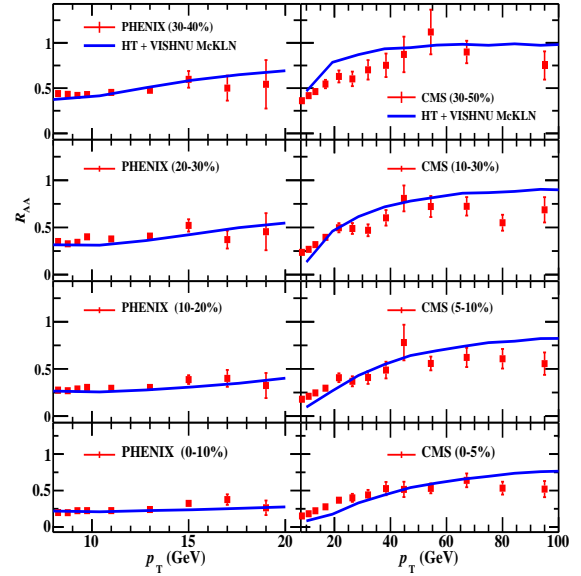 PHENIX (30-40%)
HT + VISHNU McKLN
CMS (30-50%)
HT + VISHNU McKLN
1
0.5
0
PHENIX (20-30%)
CMS (10-30%)
1
0.5
0
PHENIX (10-20%)
CMS (5-10%)
1
0.5
0
PHENIX (0-10%)
CMS (0-5%)
1
0.5
0
R_AA
10 15 20 20 40 60 80 100
p_T (GeV) p_T (GeV)